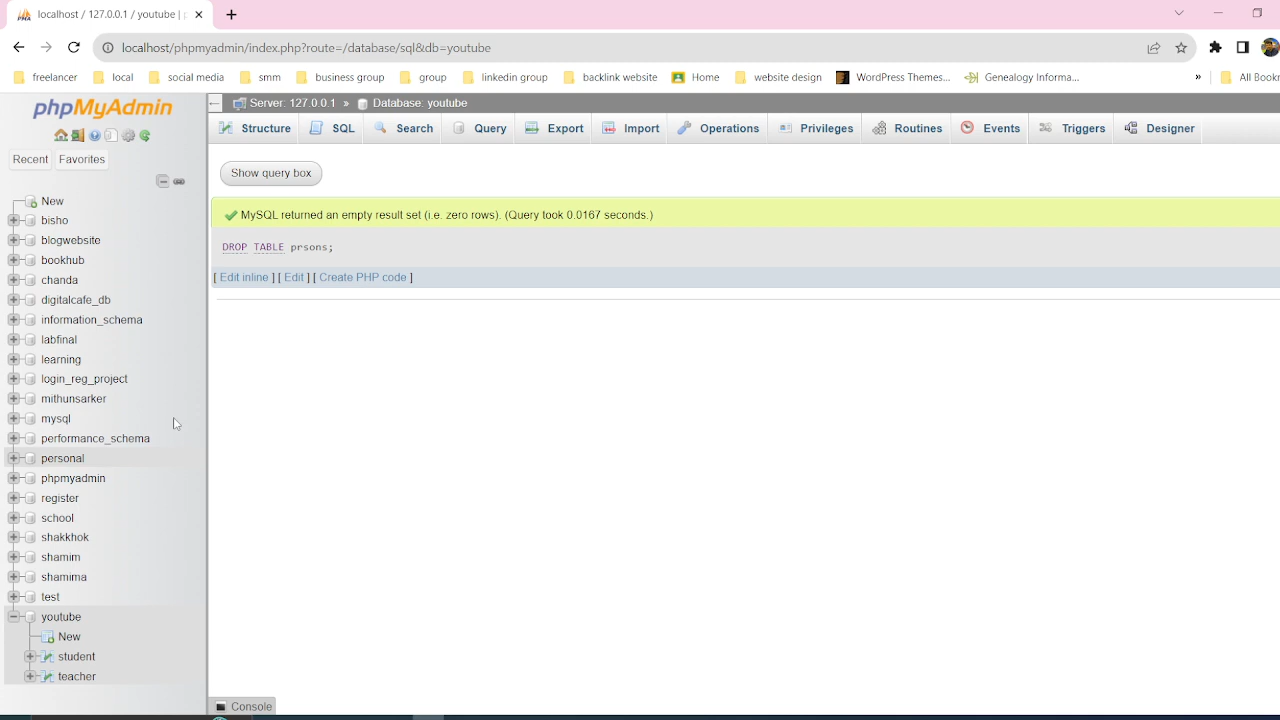 localhost / 127.0.0.1 / youtube |
localhost/phpmyadmin/index.php?route=/database/sql&db=youtube
freelancer local social media smm business group group linkedin group backlink website Home website design WordPress Themes... Genealogy Informa... » All Bookr
phpMyAdmin
Server: 127.0.0.1 » Database: youtube
Structure SQL Search Query Export Import Operations Privileges Routines Events Triggers Designer
Recent Favorites
Show query box
MySQL returned an empty result set (i.e. zero rows). (Query took 0.0167 seconds.)
DROP TABLE prsons;
[ Edit inline ] [ Edit ] [ Create PHP code ]
New
bisho
blogwebsite
bookhub
chanda
digitalcafe_db
information_schema
labfinal
learning
login_reg_project
mithunsarker
mysql
performance_schema
personal
phpmyadmin
register
school
shakkhok
shamim
shamima
test
youtube
New
student
teacher
Console